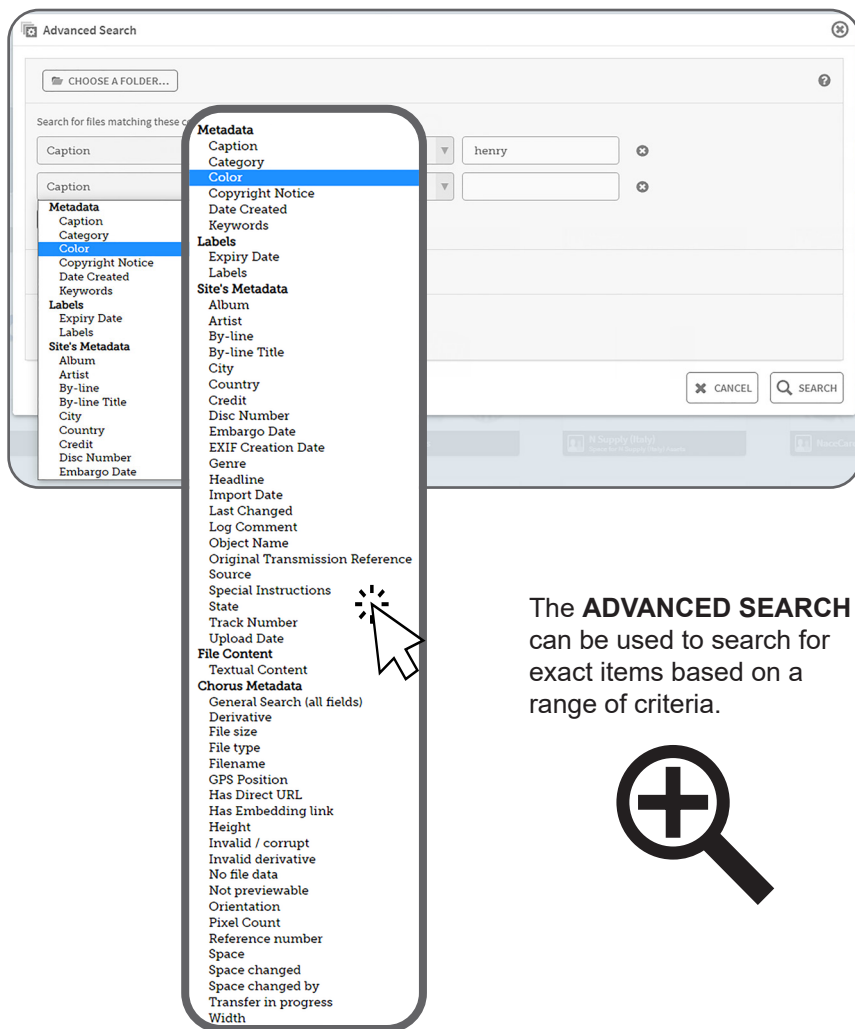 Advanced Search
CHOOSE A FOLDER...
Search for files matching these
Caption
henry
Caption
Metadata
Caption
Category
Color
Copyright Notice
Date Created
Keywords
Labels
Expiry Date
Labels
Site's Metadata
Album
Artist
By-line
By-line Title
City
Country
Credit
Disc Number
Embargo Date
Metadata
Caption
Category
Color
Copyright Notice
Date Created
Keywords
Labels
Expiry Date
Labels
Site's Metadata
Album
Artist
By-line
By-line Title
City
Country
Credit
Disc Number
Embargo Date
EXIF Creation Date
Genre
Headline
Import Date
Last Changed
Log Comment
Object Name
Original Transmission Reference
Source
Special Instructions
State
Track Number
Upload Date
File Content
Textual Content
Chorus Metadata
General Search (all fields)
Derivative
File size
File type
Filename
GPS Position
Has Direct URL
Has Embedding link
Height
Invalid / corrupt
Invalid derivative
No file data
Not previewable
Orientation
Pixel Count
Reference number
Space
Space changed
Space changed by
Transfer in progress
Width
CANCEL
SEARCH
N Supply (Italy)
The ADVANCED SEARCH
can be used to search for
exact items based on a
range of criteria.